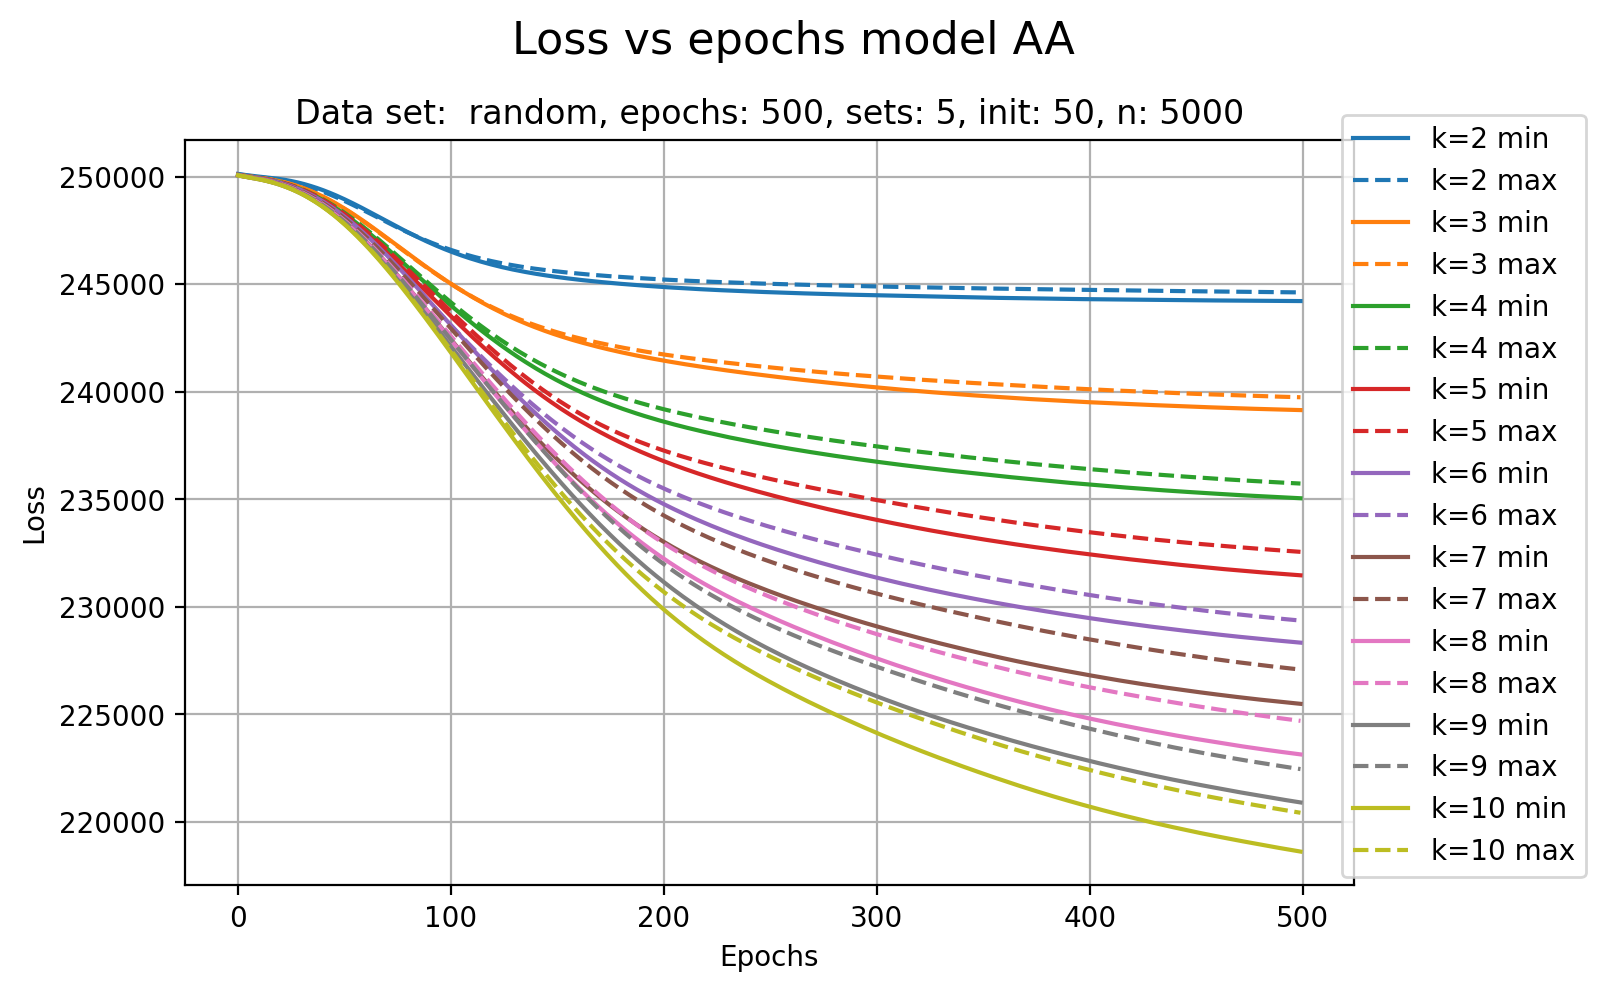 Loss vs epochs model AA
Data set:  random, epochs: 500, sets: 5, init: 50, n: 5000
250000
245000
240000
235000
230000
225000
220000
Loss
0 100 200 300 400 500
Epochs
k=2 min
k=2 max
k=3 min
k=3 max
k=4 min
k=4 max
k=5 min
k=5 max
k=6 min
k=6 max
k=7 min
k=7 max
k=8 min
k=8 max
k=9 min
k=9 max
k=10 min
k=10 max